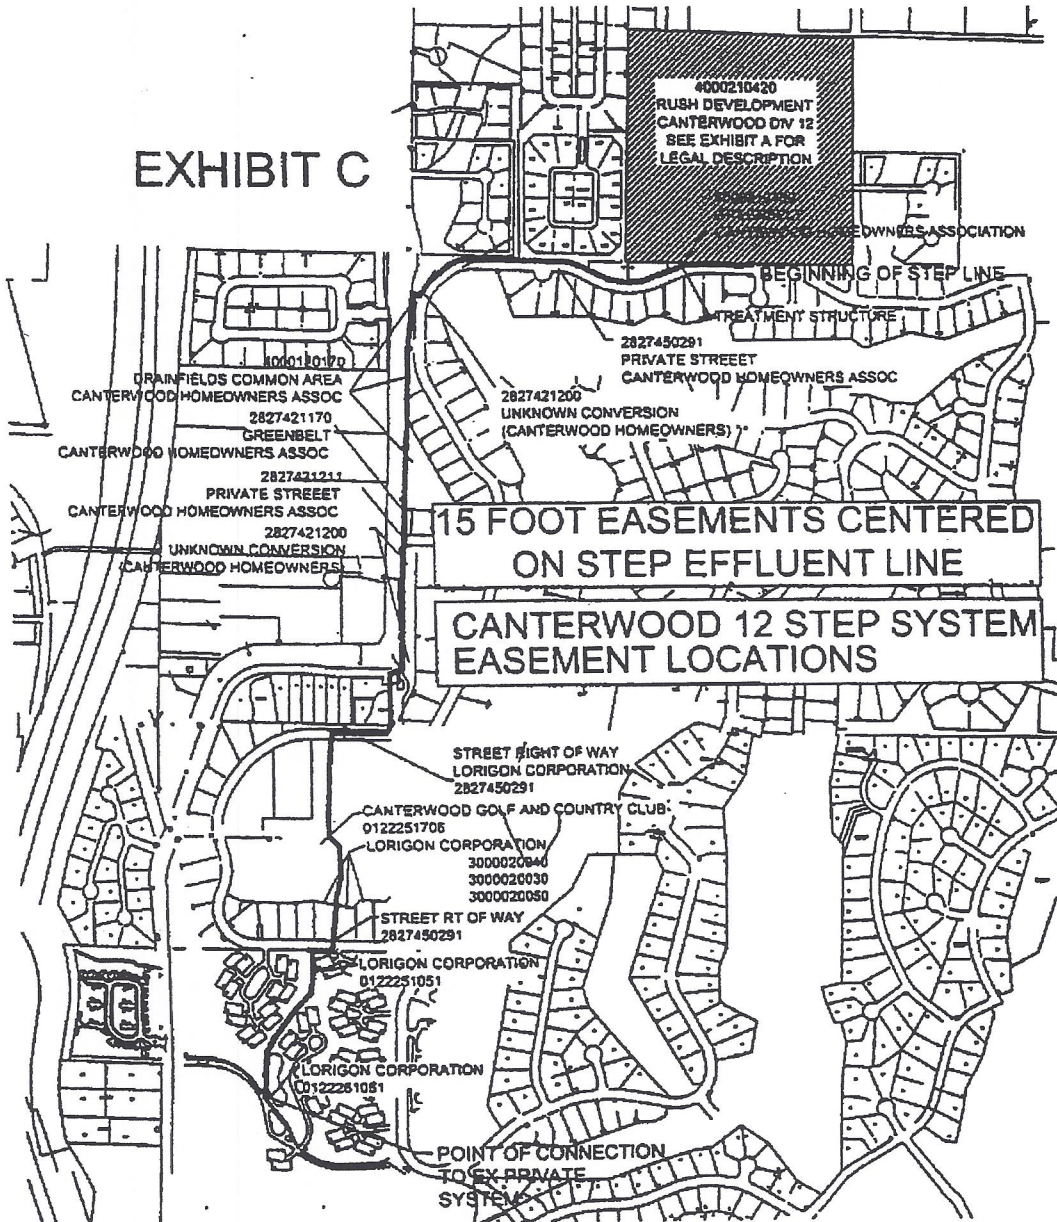 EXHIBIT C
4000210420
RUSH DEVELOPMENT
CANTERWOOD DIV 12
SEE EXHIBIT A FOR
LEGAL DESCRIPTION
CANTERWOOD HOMEOWNERS ASSOCIATION
BEGINNING OF STEP LINE
TREATMENT STRUCTURE
2827450291
PRIVATE STREEET
CANTERWOOD HOMEOWNERS ASSOC
4000120170
DRAINFIELDS COMMON AREA
CANTERWOOD HOMEOWNERS ASSOC
2827421170
GREENBELT
CANTERWOOD HOMEOWNERS ASSOC
2827421211
PRIVATE STREEET
CANTERWOOD HOMEOWNERS ASSOC
2827421200
UNKNOWN CONVERSION
(CANTERWOOD HOMEOWNERS)
2827421200
UNKNOWN CONVERSION
(CANTERWOOD HOMEOWNERS)
15 FOOT EASEMENTS CENTERED
ON STEP EFFLUENT LINE
CANTERWOOD 12 STEP SYSTEM
EASEMENT LOCATIONS
STREET RIGHT OF WAY
LORIGON CORPORATION
2827450291
CANTERWOOD GOLF AND COUNTRY CLUB
0122251706
LORIGON CORPORATION
3000020040
3000020030
3000020050
STREET RT OF WAY
2827450291
LORIGON CORPORATION
0122251051
LORIGON CORPORATION
0122261061
POINT OF CONNECTION
TO EX PRIVATE
SYSTEM